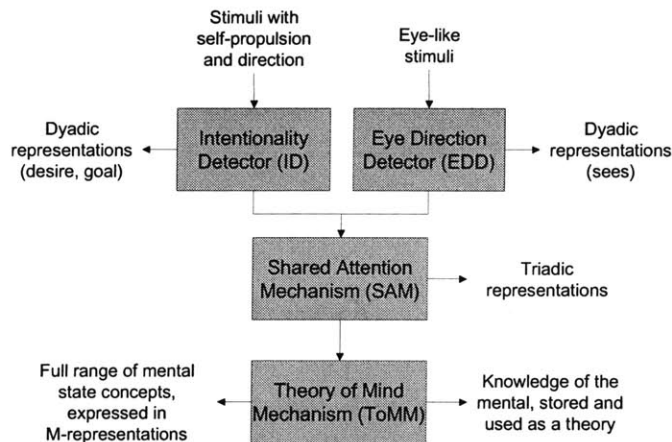 Stimuli with
self-propulsion
and direction
Eye-like
stimuli
Dyadic
representations
(desire, goal)
Intentionality
Detector (ID)
Eye Direction
Detector (EDD)
Dyadic
representations
(sees)
Shared Attention
Mechanism (SAM)
Triadic
representations
Full range of mental
state concepts,
expressed in
M-representations
Theory of Mind
Mechanism (ToMM)
Knowledge of the
mental, stored and
used as a theory